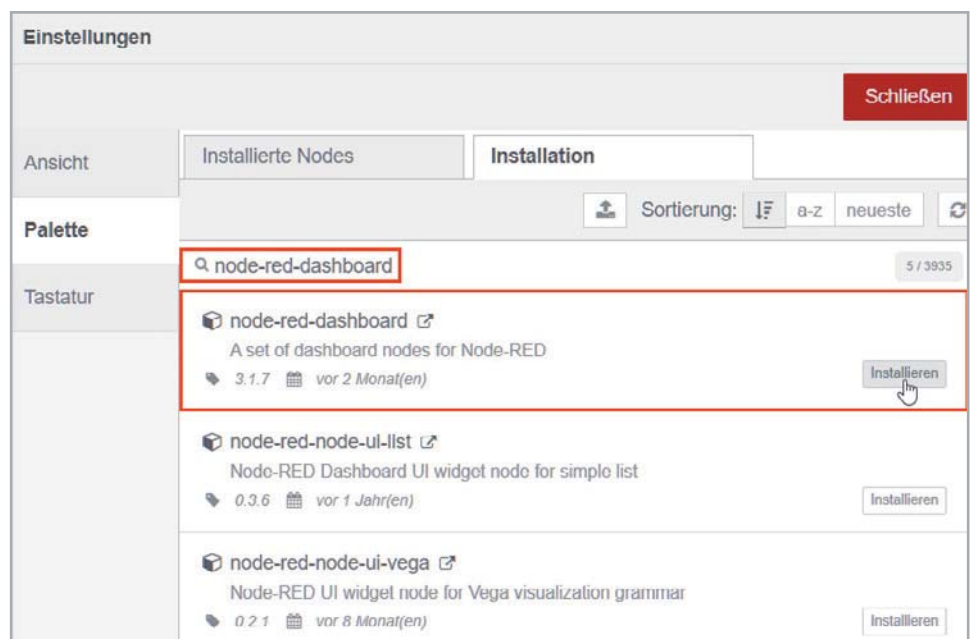 Einstellungen
Schließen
Ansicht
Installierte Nodes
Installation
Sortierung:
a-z
neueste
Palette
node-red-dashboard
5 / 3935
Tastatur
node-red-dashboard
A set of dashboard nodes for Node-RED
3.1.7 vor 2 Monat(en)
Installieren
node-red-node-ui-list
Node-RED Dashboard UI widget node for simple list
0.3.6 vor 1 Jahr(en)
Installieren
node-red-node-ui-vega
Node-RED UI widget node for Vega visualization grammar
0.2.1 vor 8 Monat(en)
Installieren